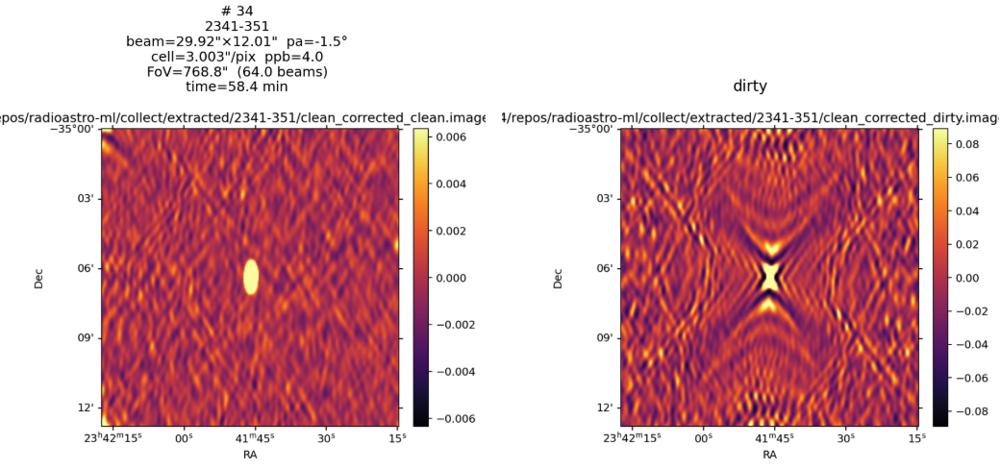 # 34
2341-351
beam=29.92"×12.01"  pa=-1.5°
cell=3.003"/pix  ppb=4.0
FoV=768.8"  (64.0 beams)
time=58.4 min
dirty
epos/radioastro-ml/collect/extracted/2341-351/clean_corrected_clean.image
4/repos/radioastro-ml/collect/extracted/2341-351/clean_corrected_dirty.imag
−35°00'
03'
06'
09'
12'
Dec
23ʰ42ᵐ15ˢ
00ˢ
41ᵐ45ˢ
30ˢ
15ˢ
RA
0.006
0.004
0.002
0.000
−0.002
−0.004
−0.006
−35°00'
03'
06'
09'
12'
Dec
23ʰ42ᵐ15ˢ
00ˢ
41ᵐ45ˢ
30ˢ
15ˢ
RA
0.08
0.06
0.04
0.02
0.00
−0.02
−0.04
−0.06
−0.08